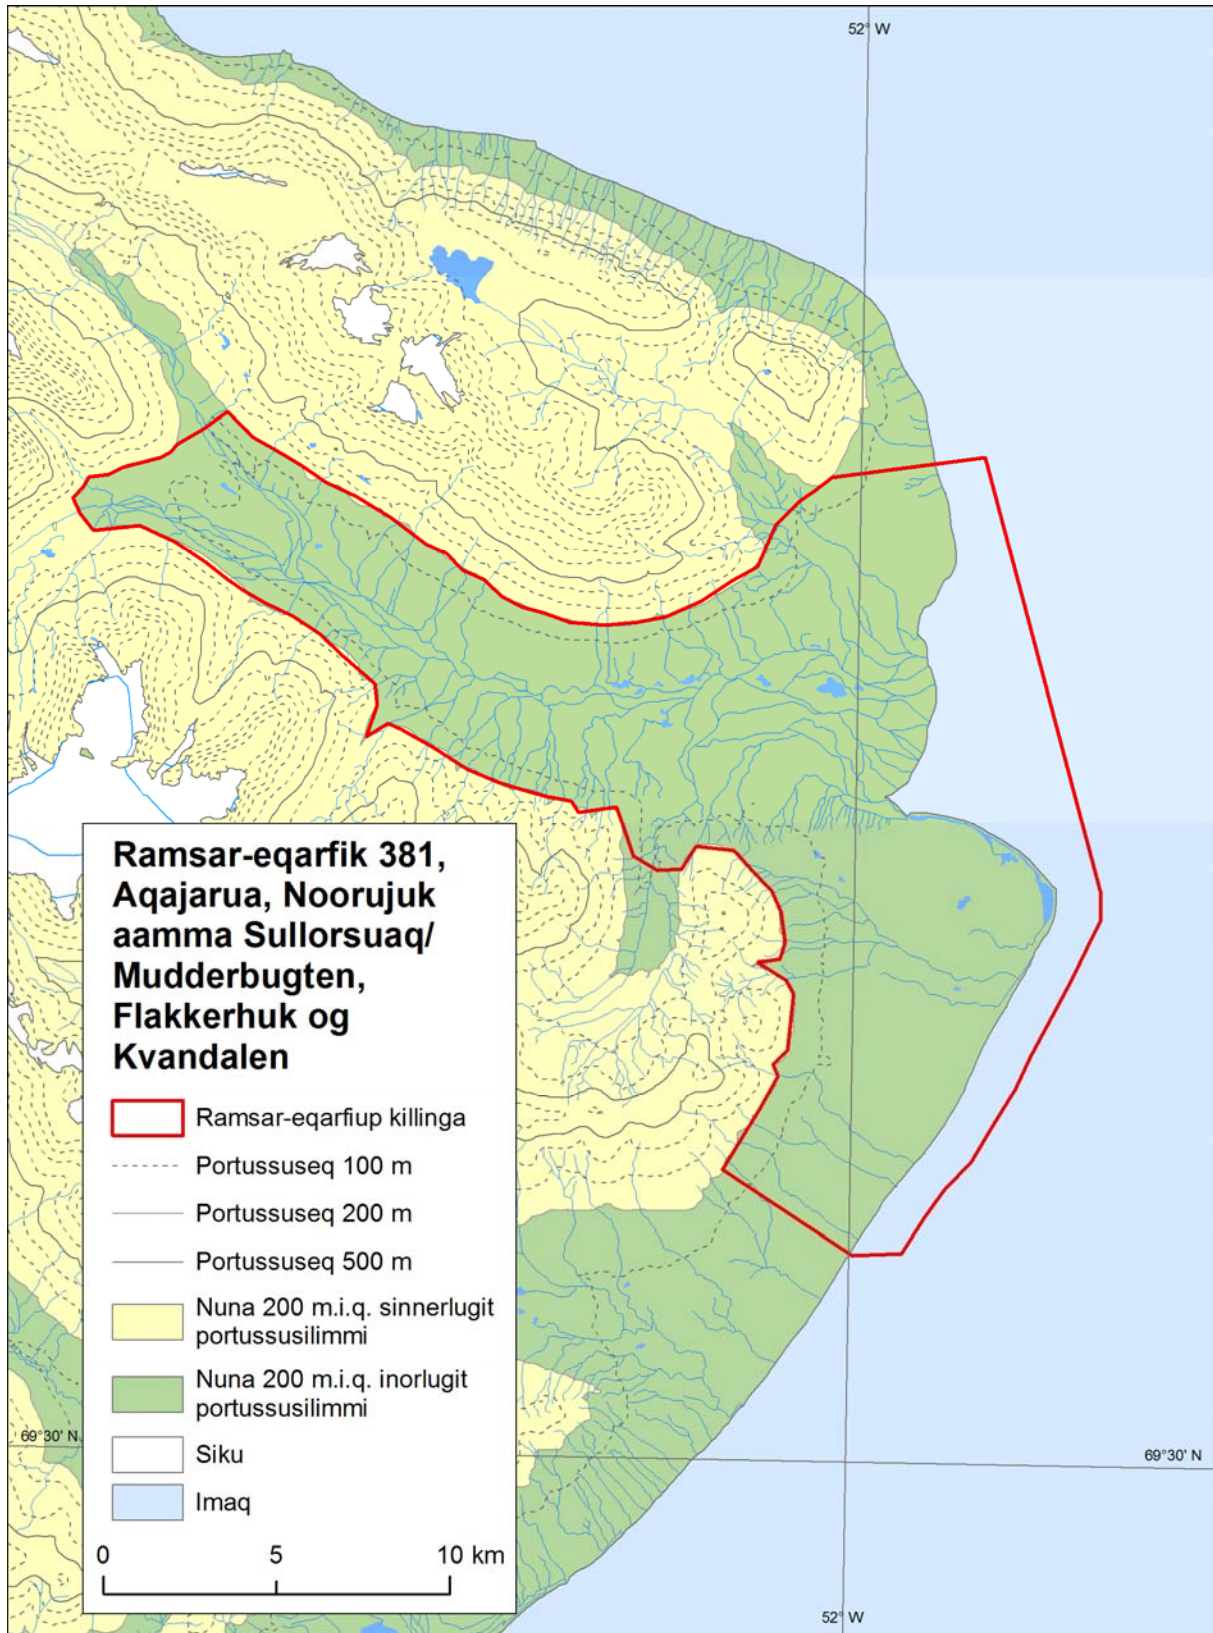 52° W
Ramsar-eqarfik 381,
Aqajarua, Noorujuk
aamma Sullorsuaq/
Mudderbugten,
Flakkerhuk og
Kvandalen
Ramsar-eqarfiup killinga
Portussuseq 100 m
Portussuseq 200 m
Portussuseq 500 m
Nuna 200 m.i.q. sinnerlugit
portussusilimmi
Nuna 200 m.i.q. inorlugit
portussusilimmi
Siku
Imaq
0 5 10 km
69°30' N
69°30' N
52° W